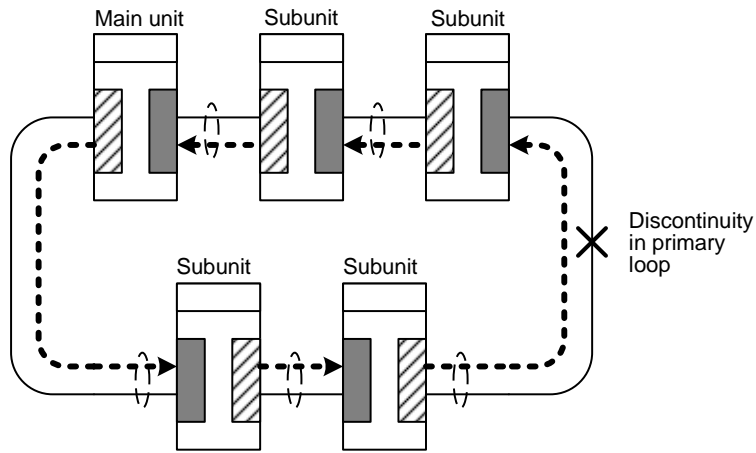 Main unit
Subunit
Subunit
Discontinuity
in primary
loop
Subunit
Subunit